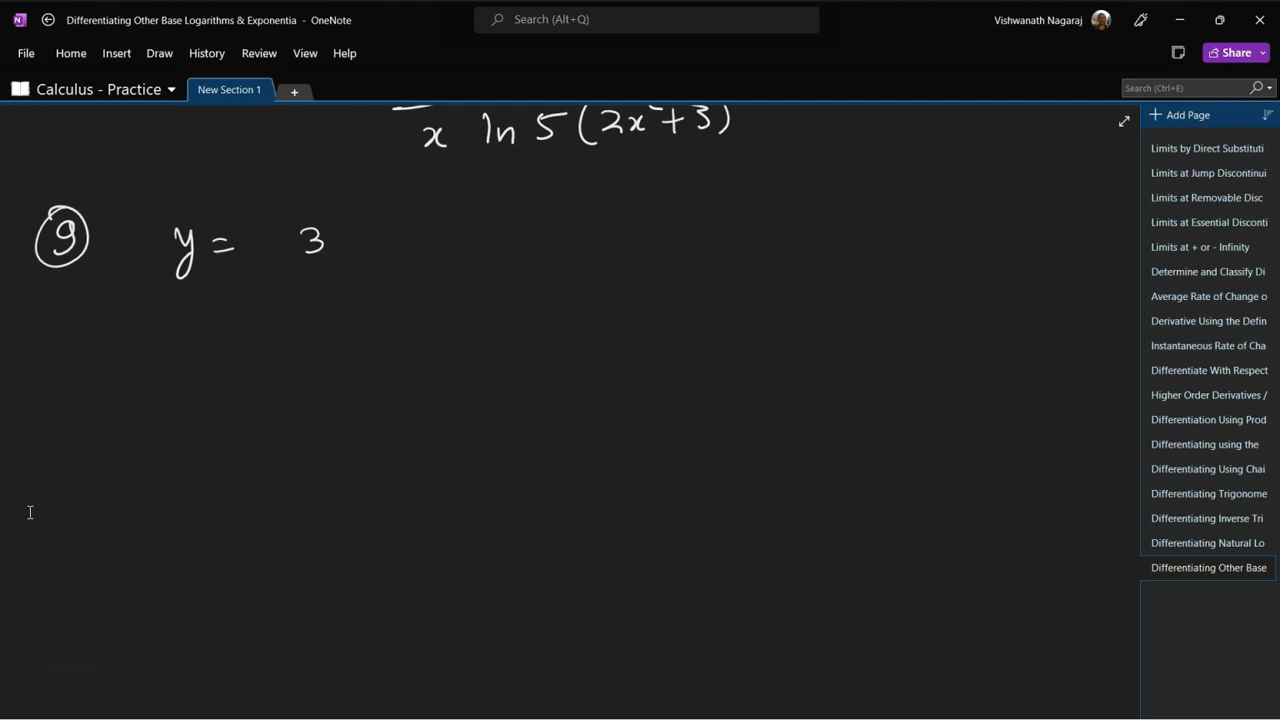 Differentiating Other Base Logarithms & Exponentia - OneNote
Search (Alt+Q)
Vishwanath Nagaraj
File Home Insert Draw History Review View Help
Share
Calculus - Practice
New Section 1
+
Search (Ctrl+E)
x ln 5 (2x²+3)
9 y = 3
Add Page
Limits by Direct Substituti
Limits at Jump Discontinui
Limits at Removable Disc
Limits at Essential Disconti
Limits at + or - Infinity
Determine and Classify Di
Average Rate of Change o
Derivative Using the Defin
Instantaneous Rate of Cha
Differentiate With Respect
Higher Order Derivatives /
Differentiation Using Prod
Differentiating using the
Differentiating Using Chai
Differentiating Trigonome
Differentiating Inverse Tri
Differentiating Natural Lo
Differentiating Other Base